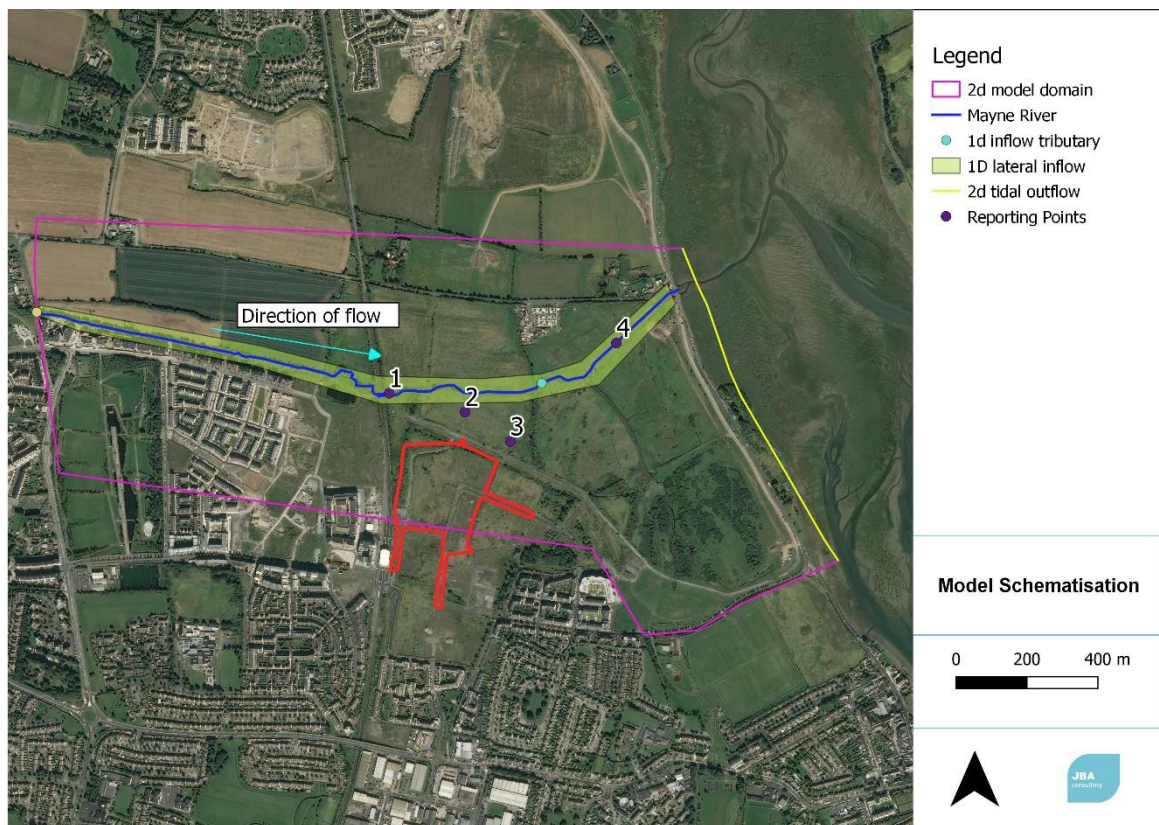 Direction of flow
1
2
3
4
Legend
2d model domain
Mayne River
1d inflow tributary
1D lateral inflow
2d tidal outflow
Reporting Points
Model Schematisation
0 200 400 m
JBA
consulting